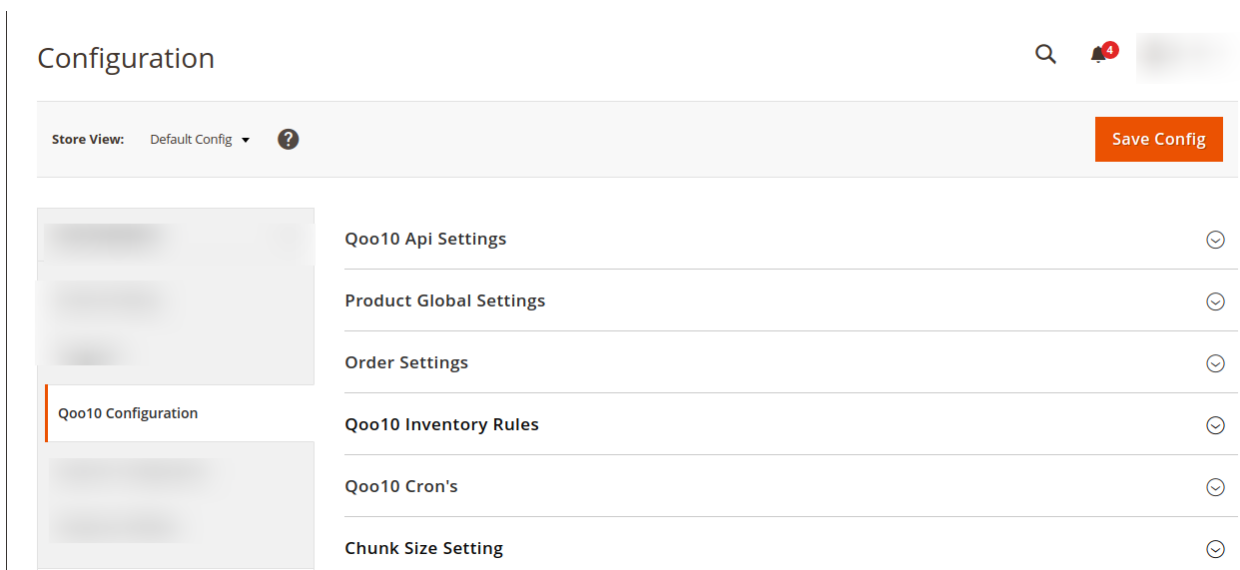 Configuration
4
Store View: Default Config ?
Save Config
Qoo10 Api Settings
Product Global Settings
Order Settings
Qoo10 Configuration
Qoo10 Inventory Rules
Qoo10 Cron's
Chunk Size Setting